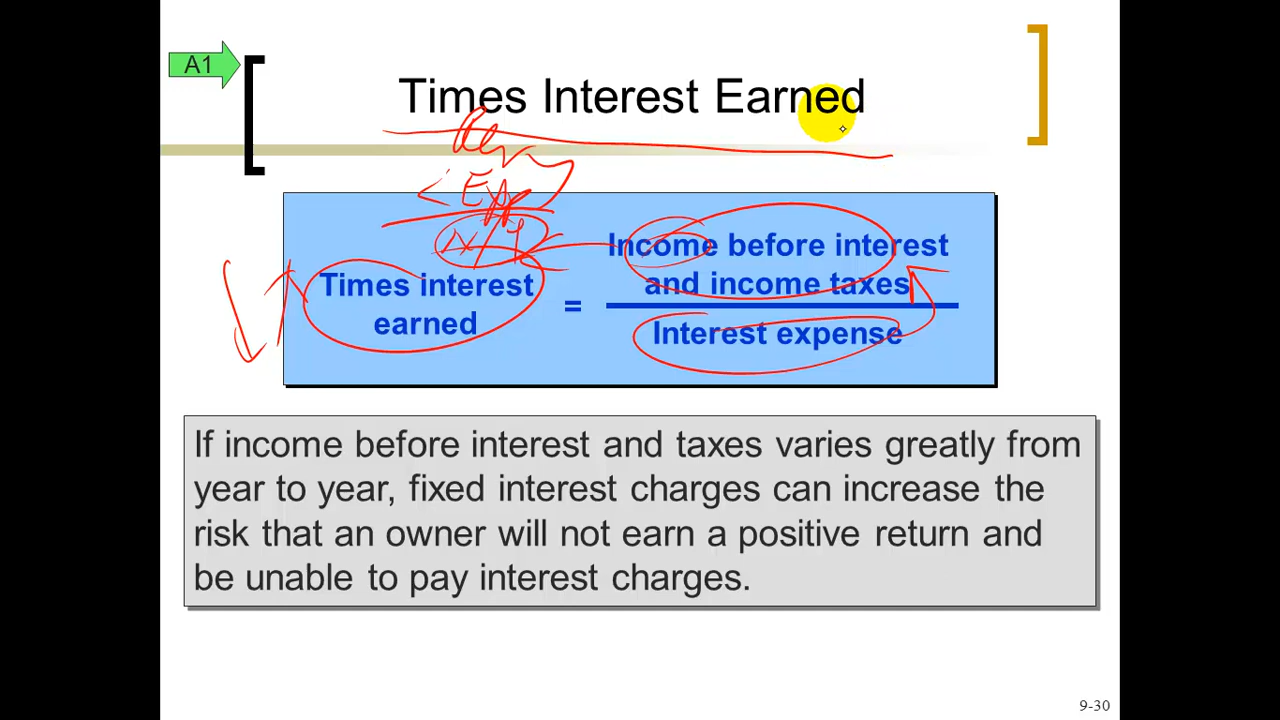 A1
Times Interest Earned
Rev
< Exp
N/I
Times interest
earned
=
Income before interest
and income taxes
Interest expense
If income before interest and taxes varies greatly from
year to year, fixed interest charges can increase the
risk that an owner will not earn a positive return and
be unable to pay interest charges.
9-30